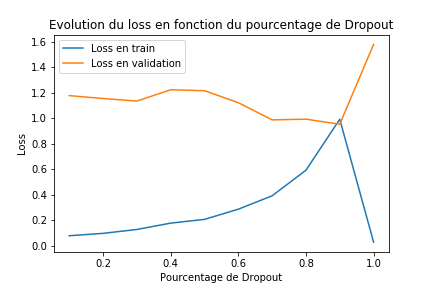 Evolution du loss en fonction du pourcentage de Dropout
Loss en train
Loss en validation
1.6
1.4
1.2
1.0
0.8
0.6
0.4
0.2
0.0
Loss
0.2 0.4 0.6 0.8 1.0
Pourcentage de Dropout